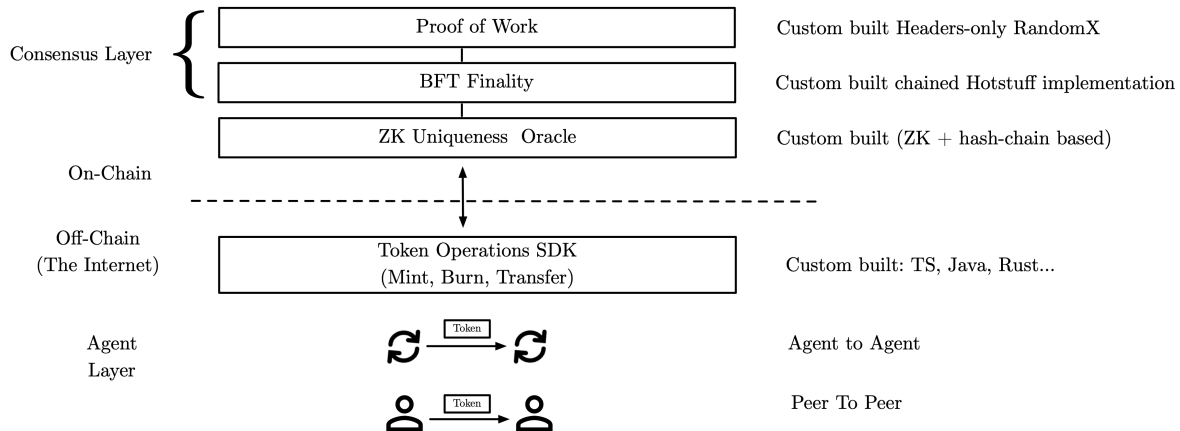 Proof of Work
Custom built Headers-only RandomX
Consensus Layer
BFT Finality
Custom built chained Hotstuff implementation
ZK Uniqueness Oracle
Custom built (ZK + hash-chain based)
On-Chain
Off-Chain
(The Internet)
Token Operations SDK
(Mint, Burn, Transfer)
Custom built: TS, Java, Rust...
Agent
Layer
Token
Agent to Agent
Token
Peer To Peer